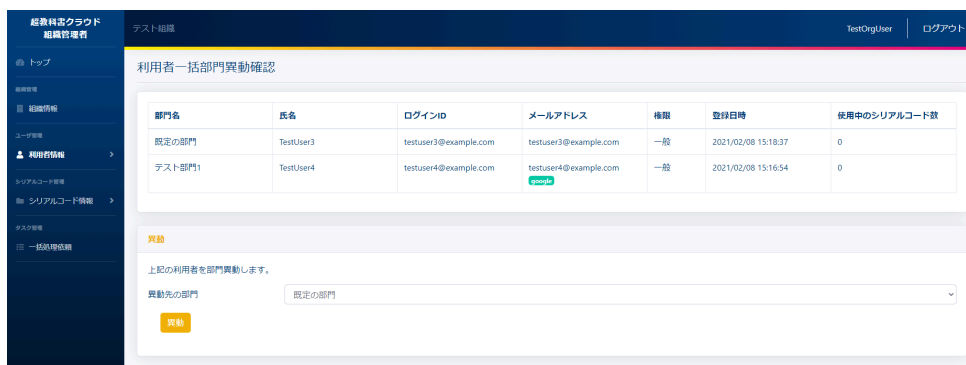 超教科書クラウド
組織管理者
テスト組織
TestOrgUser
ログアウト
トップ
組織管理
組織情報
ユーザ管理
利用者情報
シリアルコード管理
シリアルコード情報
タスク管理
一括処理依頼
利用者一括部門異動確認
部門名 氏名 ログインID メールアドレス 権限 登録日時 使用中のシリアルコード数
既定の部門 TestUser3 testuser3@example.com testuser3@example.com 一般 2021/02/08 15:18:37 0
テスト部門1 TestUser4 testuser4@example.com testuser4@example.com 一般 2021/02/08 15:16:54 0
google
異動
上記の利用者を部門異動します。
異動先の部門 既定の部門
異動